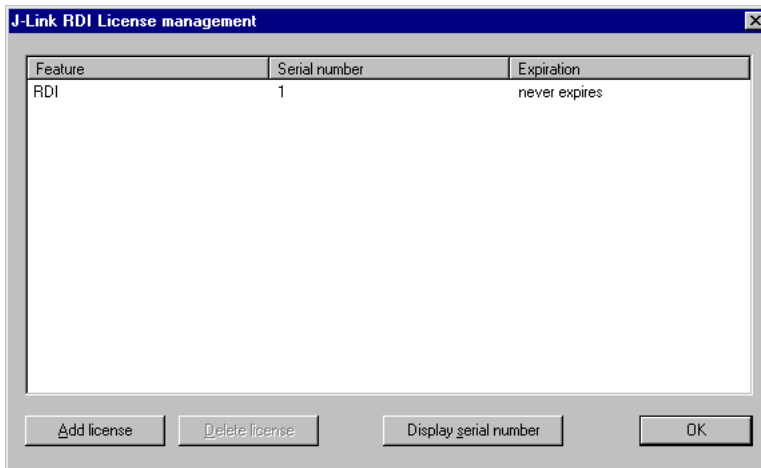 J-Link RDI License management
Feature Serial number Expiration
RDI 1 never expires
Add license Delete license Display serial number OK